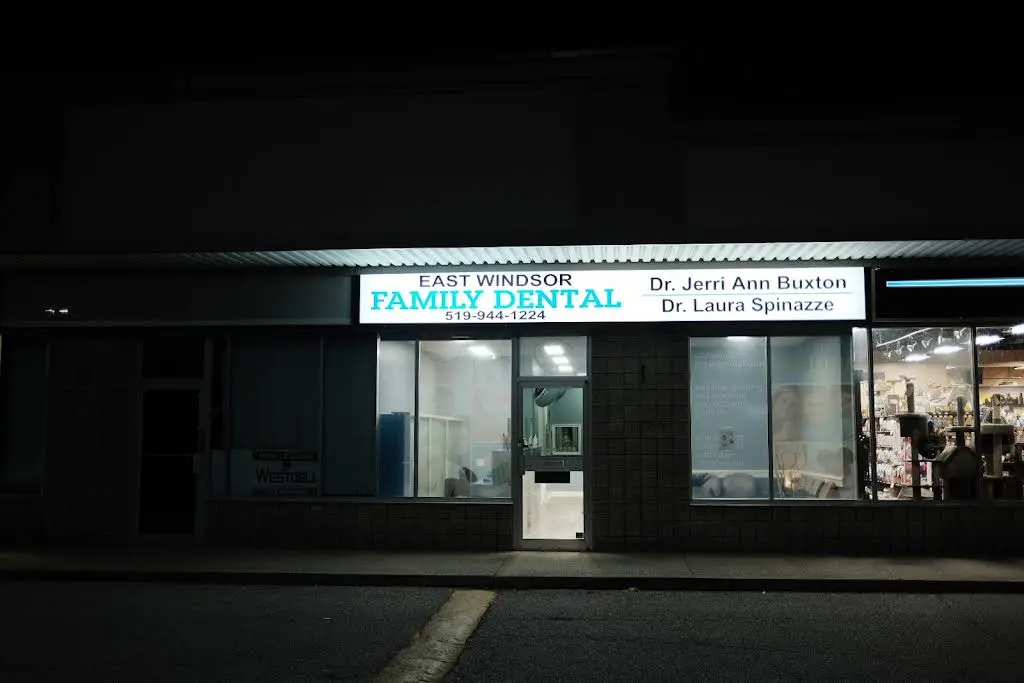 EAST WINDSOR
FAMILY DENTAL
519-944-1224
Dr. Jerri Ann Buxton
Dr. Laura Spinazze
WESTDELL